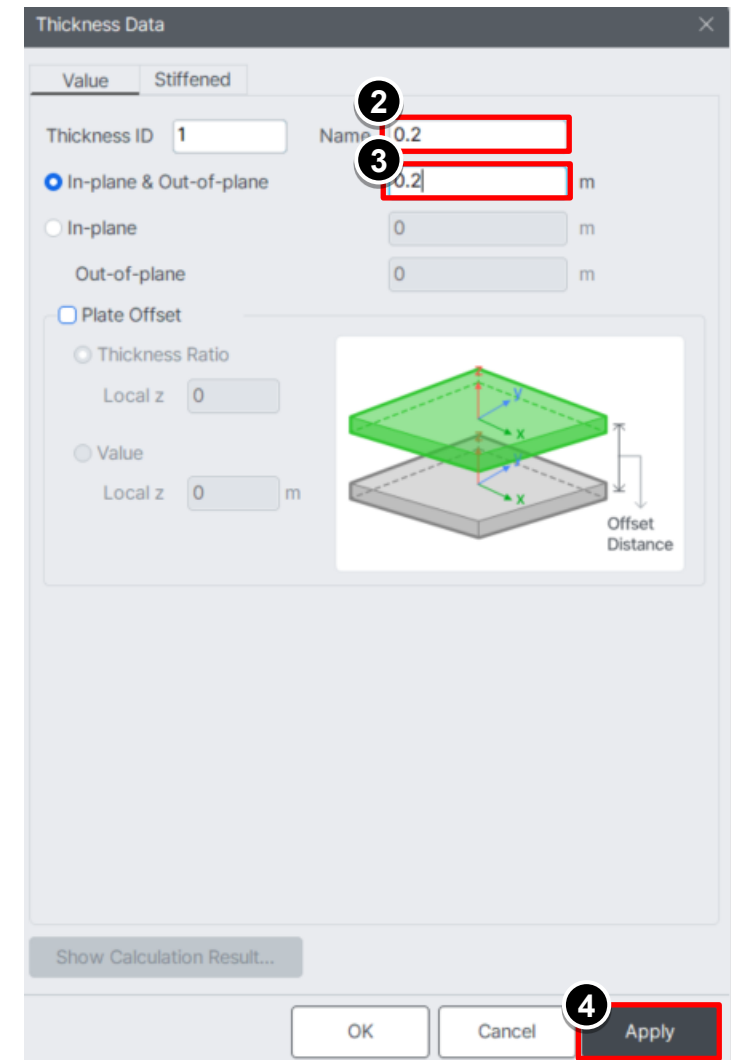 Thickness Data
Value Stiffened
2
Thickness ID 1 Name 0.2
3
In-plane & Out-of-plane 0.2 m
In-plane 0 m
Out-of-plane 0 m
Plate Offset
Thickness Ratio
Local z 0
Value
Local z 0 m
z
y
x
z
y
x
Offset
Distance
Show Calculation Result...
4
OK Cancel Apply